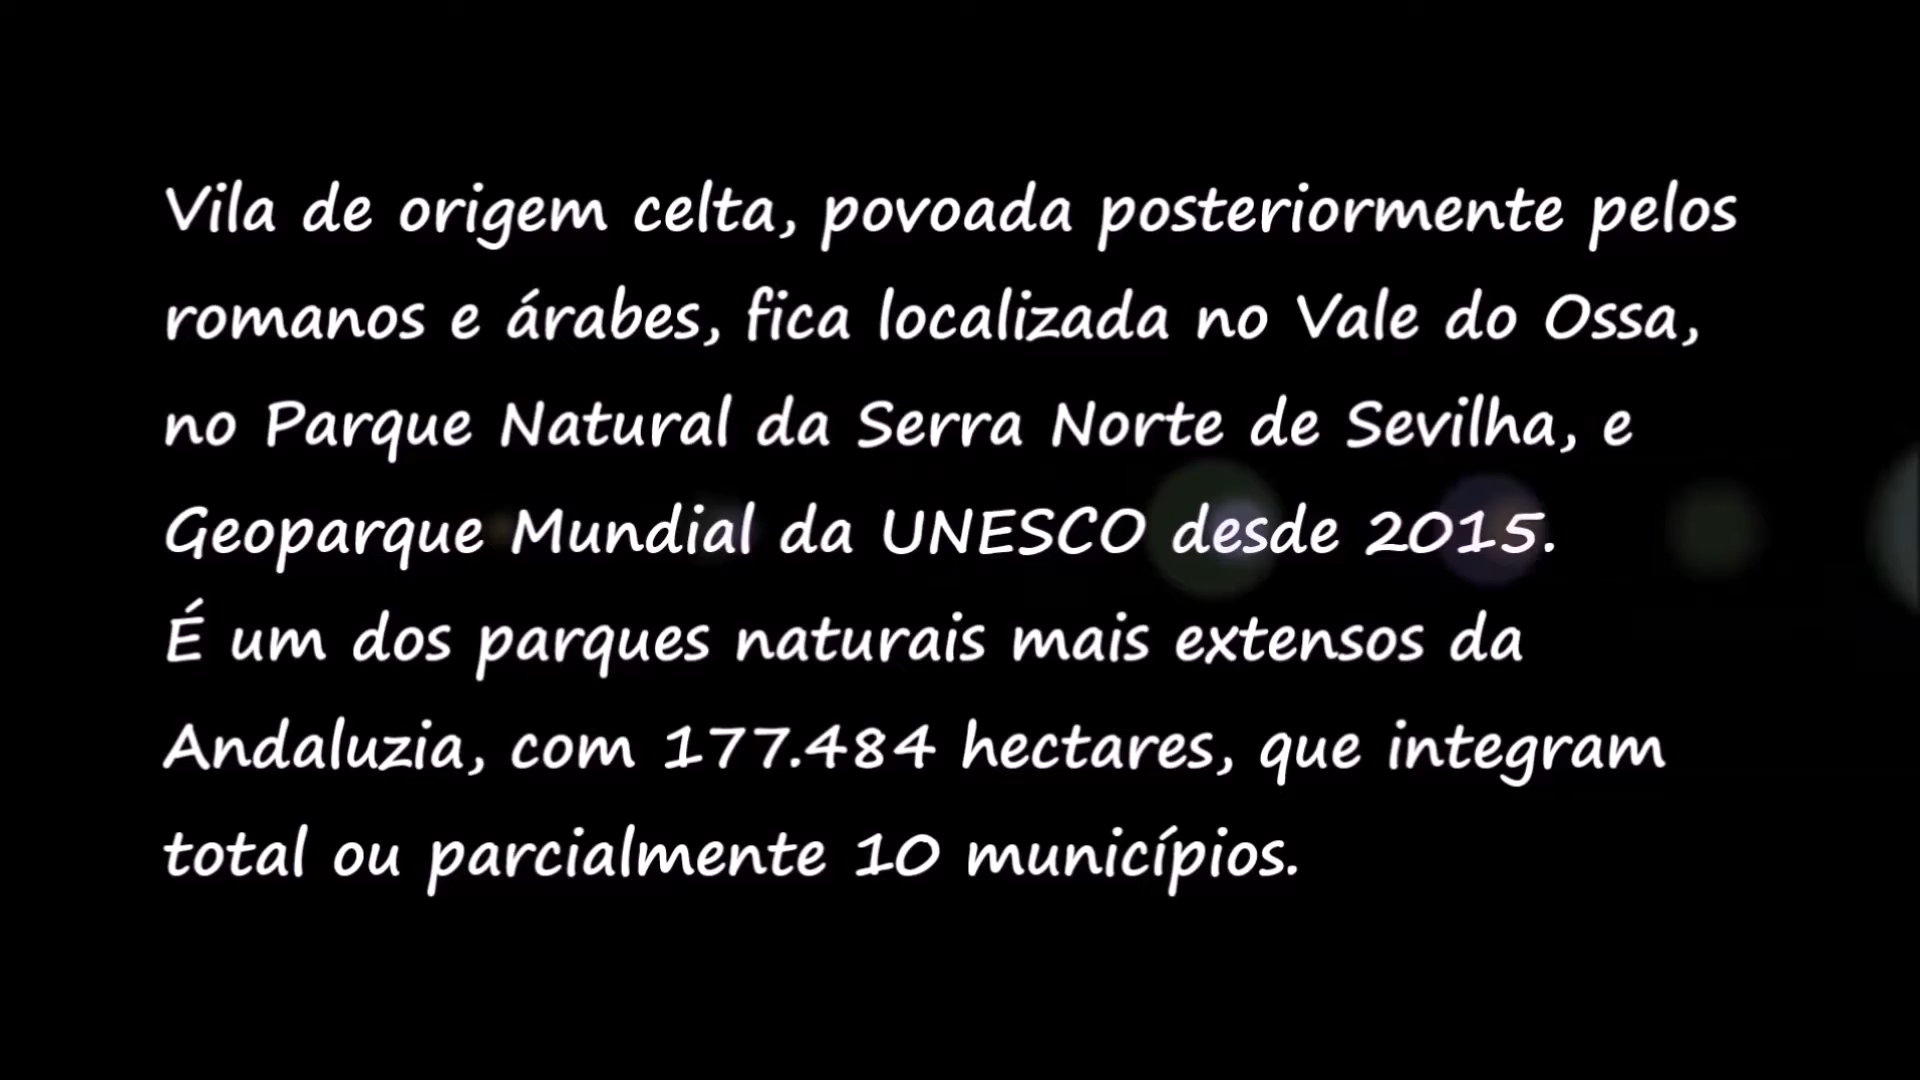 Vila de origem celta, povoada posteriormente pelos
romanos e árabes, fica localizada no Vale do Ossa,
no Parque Natural da Serra Norte de Sevilha, e
Geoparque Mundial da UNESCO desde 2015.
É um dos parques naturais mais extensos da
Andaluzia, com 177.484 hectares, que integram
total ou parcialmente 10 municípios.